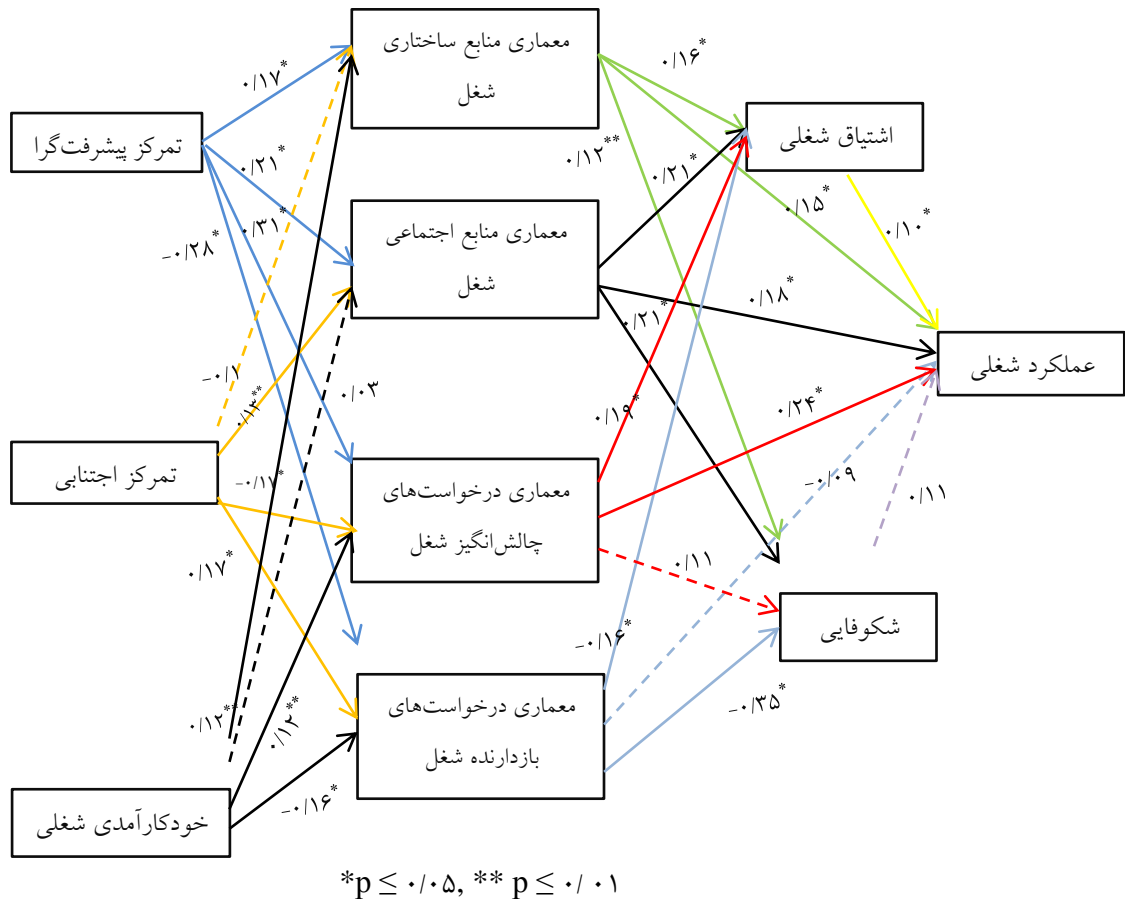 معماری منابع ساختاری
شغل
۰/۱۶*
۰/۱۷*
اشتیاق شغلی
تمرکز پیشرفت‌گرا
۰/۱۲**
۰/۲۱*
۰/۲۱*
۰/۱۵*
۰/۳۱*
-۰/۲۸*
۰/۱۰*
معماری منابع اجتماعی
شغل
۰/۱۸*
۰/۲۱*
عملکرد شغلی
-۰/۱
۰/۰۳
۰/۱۳**
۰/۱۹*
۰/۲۴*
تمرکز اجتنابی
-۰/۱۷*
-۰/۰۹
۰/۱۱
معماری درخواست‌های
چالش‌انگیز شغل
۰/۱۷*
۰/۱۱
شکوفایی
-۰/۱۶*
معماری درخواست‌های
بازدارنده شغل
-۰/۳۵*
۰/۱۲**
۰/۱۲**
-۰/۱۶*
خودکارآمدی شغلی
*p ≤ ۰/۰۵, ** p ≤ ۰/ ۰۱